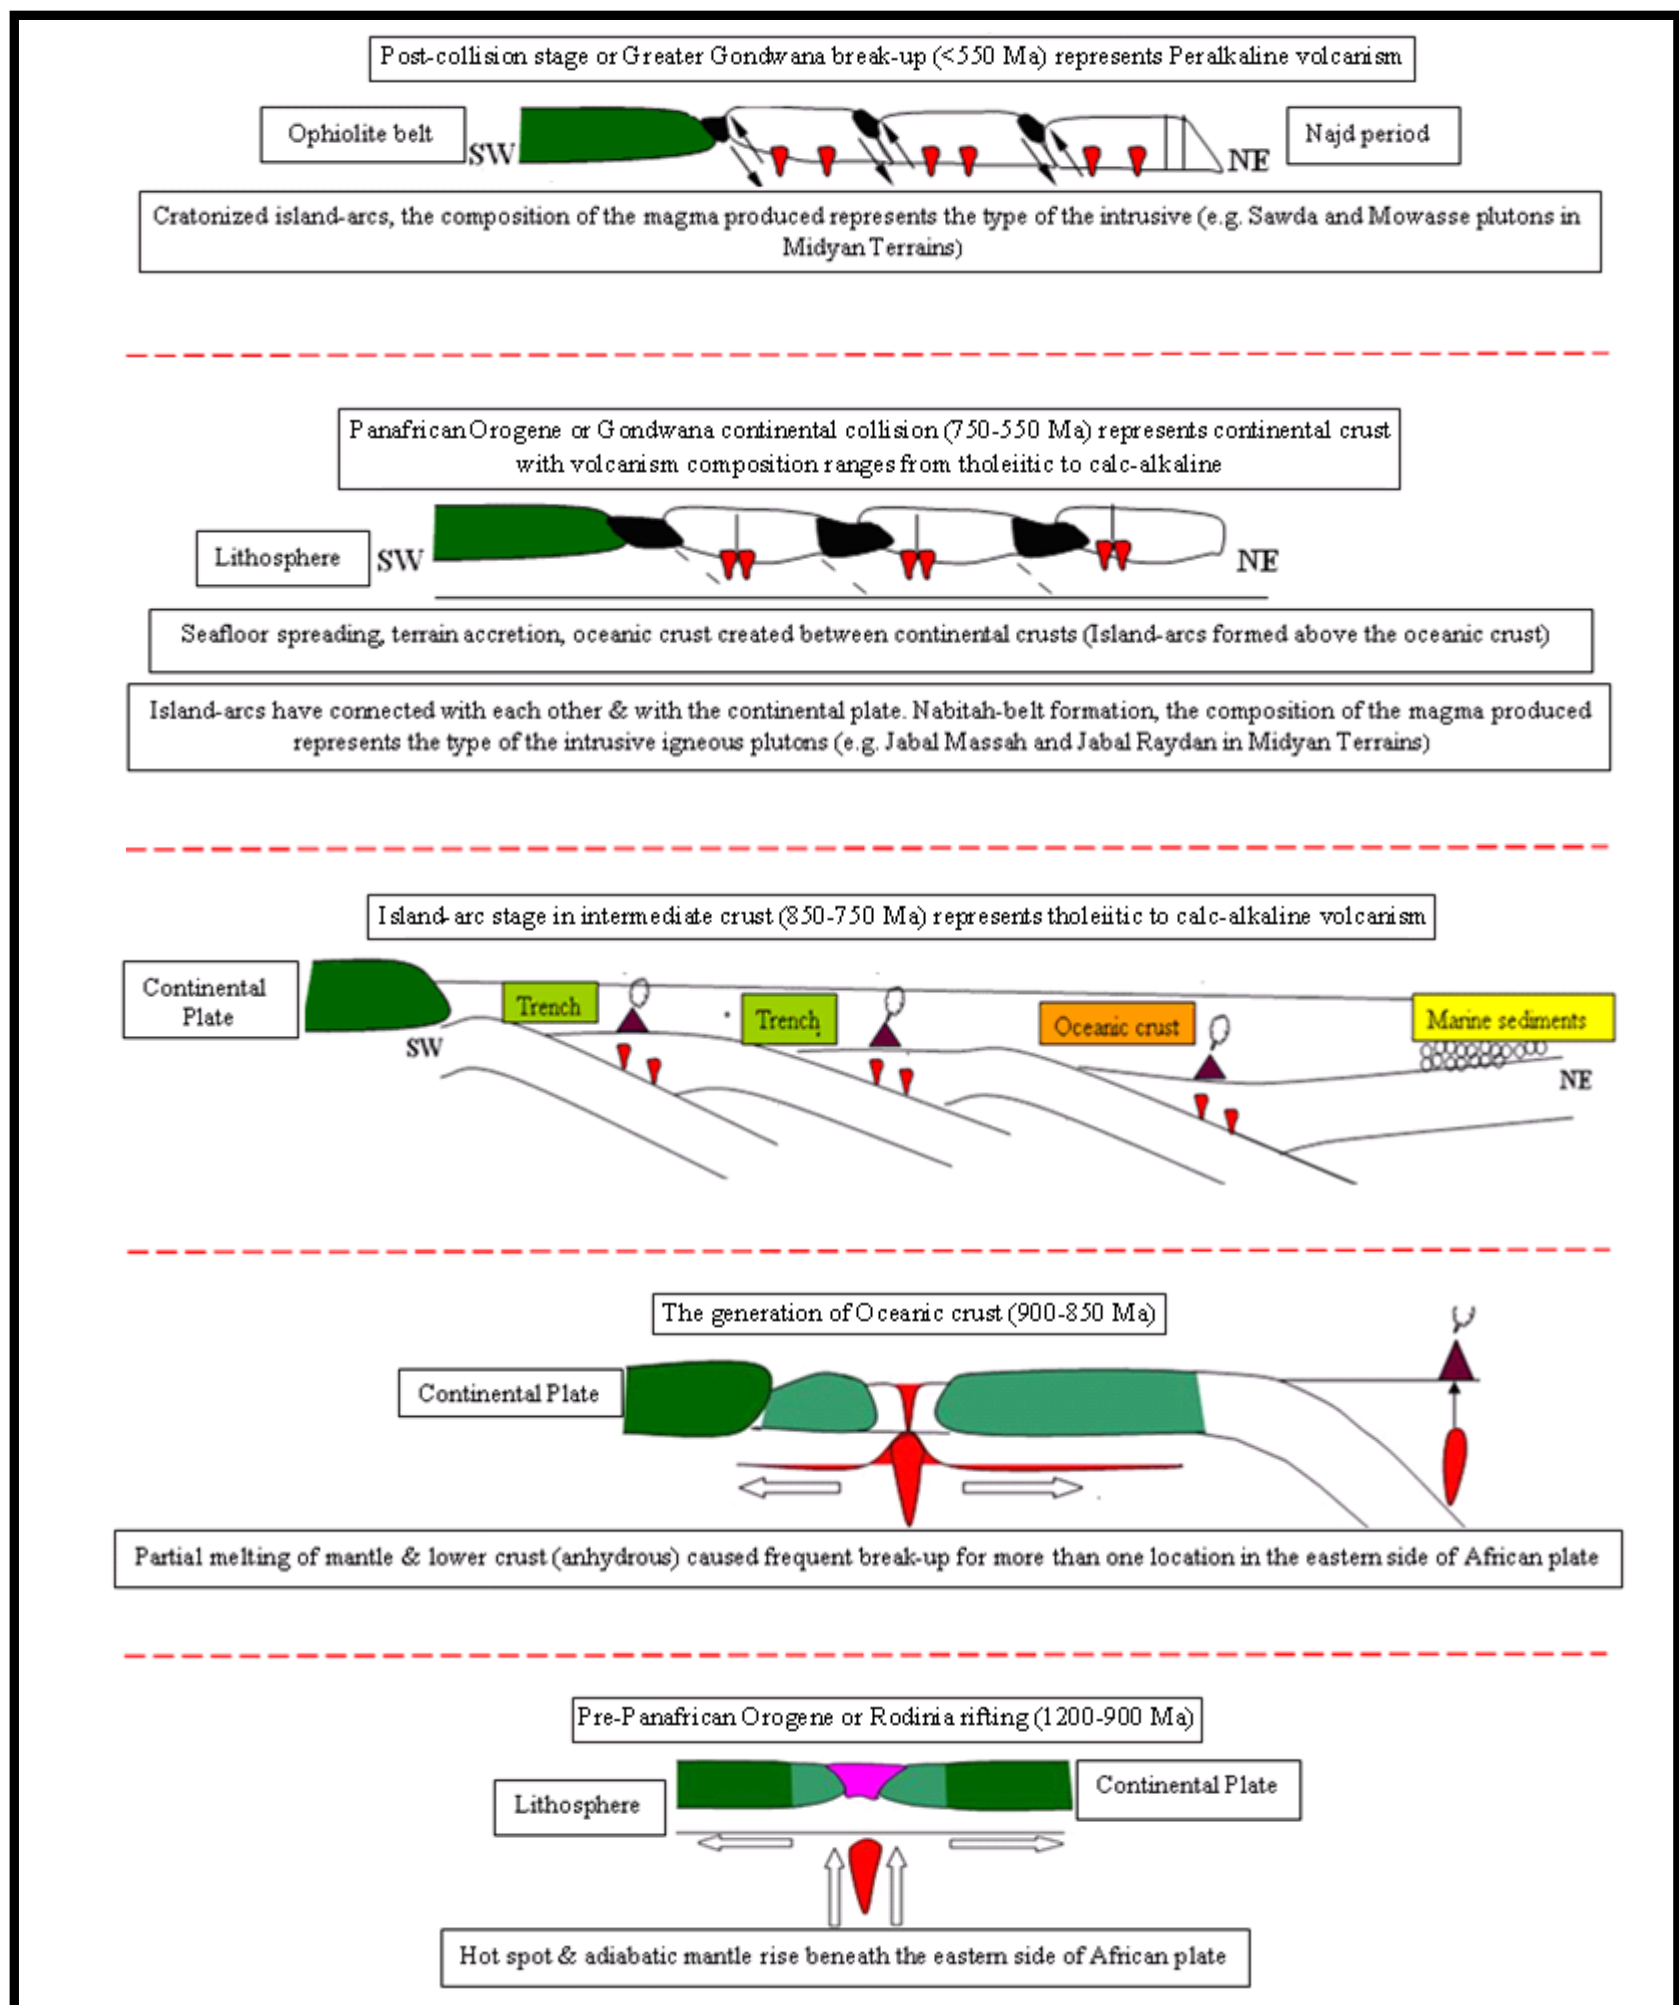 Post-collision stage or Greater Gondwana break-up (<550 Ma) represents Peralkaline volcanism
Ophiolite belt
SW
NE
Najd period
Cratonized island-arcs, the composition of the magma produced represents the type of the intrusive (e.g. Sawda and Mowasse plutons in
Midyan Terrains)
Panafrican Orogene or Gondwana continental collision (750-550 Ma) represents continental crust
with volcanism composition ranges from tholeiitic to calc-alkaline
Lithosphere
SW
NE
Seafloor spreading, terrain accretion, oceanic crust created between continental crusts (Island-arcs formed above the oceanic crust)
Island-arcs have connected with each other & with the continental plate. Nabitah-belt formation, the composition of the magma produced
represents the type of the intrusive igneous plutons (e.g. Jabal Massah and Jabal Raydan in Midyan Terrains)
Island-arc stage in intermediate crust (850-750 Ma) represents tholeiitic to calc-alkaline volcanism
Continental
Plate
SW
Trench
Trench
Oceanic crust
Marine sediments
NE
The generation of Oceanic crust (900-850 Ma)
Continental Plate
Partial melting of mantle & lower crust (anhydrous) caused frequent break-up for more than one location in the eastern side of African plate
Pre-Panafrican Orogene or Rodinia rifting (1200-900 Ma)
Lithosphere
Continental Plate
Hot spot & adiabatic mantle rise beneath the eastern side of African plate